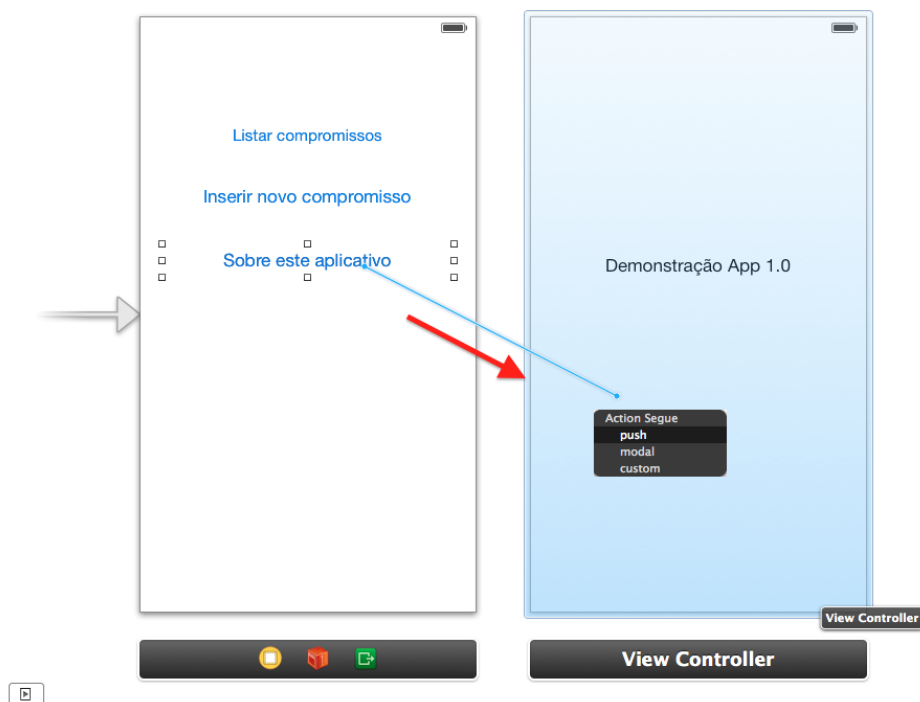 Listar compromissos
Inserir novo compromisso
Sobre este aplicativo
Demonstração App 1.0
Action Segue
push
modal
custom
View Controller
View Controller